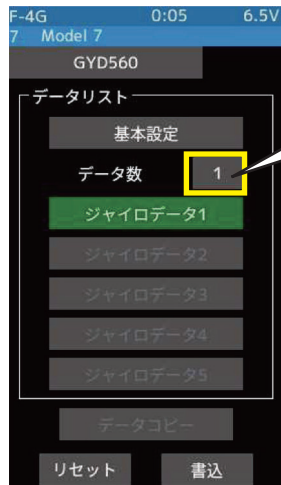 F-4G 0:05 6.5V
7 Model 7
GYD560
データリスト
基本設定
データ数 1
ジャイロデータ1
ジャイロデータ2
ジャイロデータ3
ジャイロデータ4
ジャイロデータ5
データコピー
リセット 書込